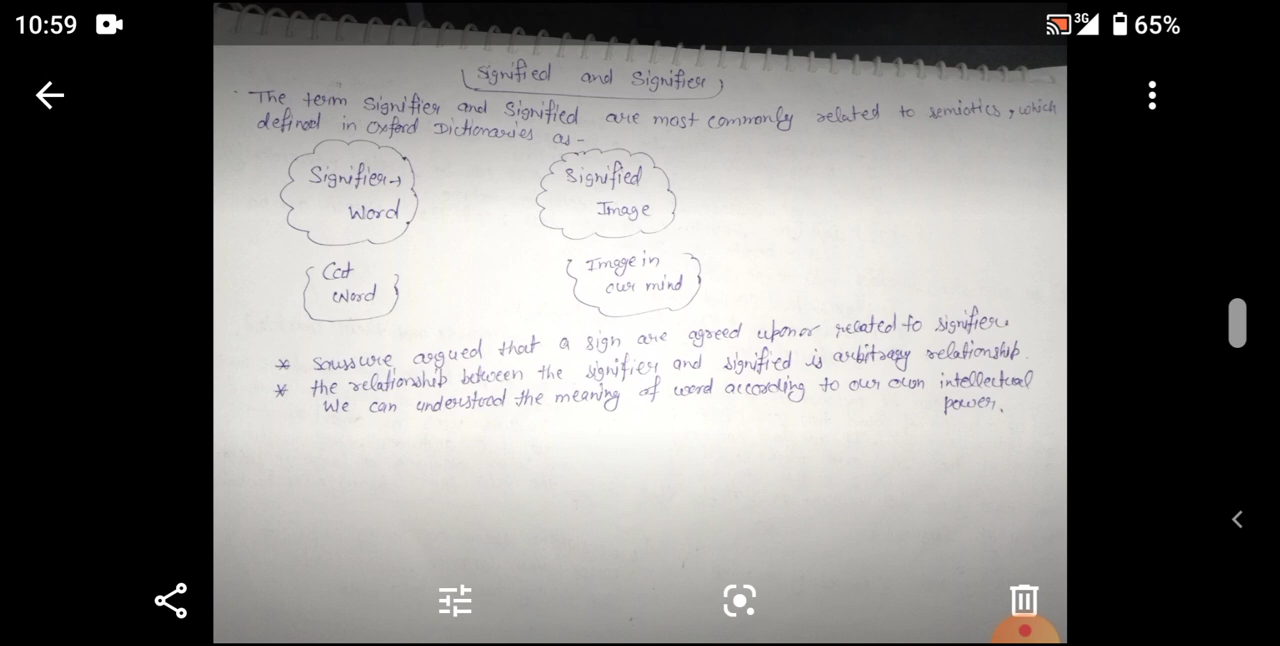 10:59
3G
65%
Signified and Signifier
The term Signifier and Signified are most commonly related to semiotics, which
defined in Oxford Dictionaries as-
Signifier→
Word
Signified
Image
Cat
Word
Image in
our mind
* Saussure argued that a sign are agreed upon or related to signifier.
* the relationship between the signifier and signified is arbitrary relationship.
We can understood the meaning of word according to our own intellectual
power.